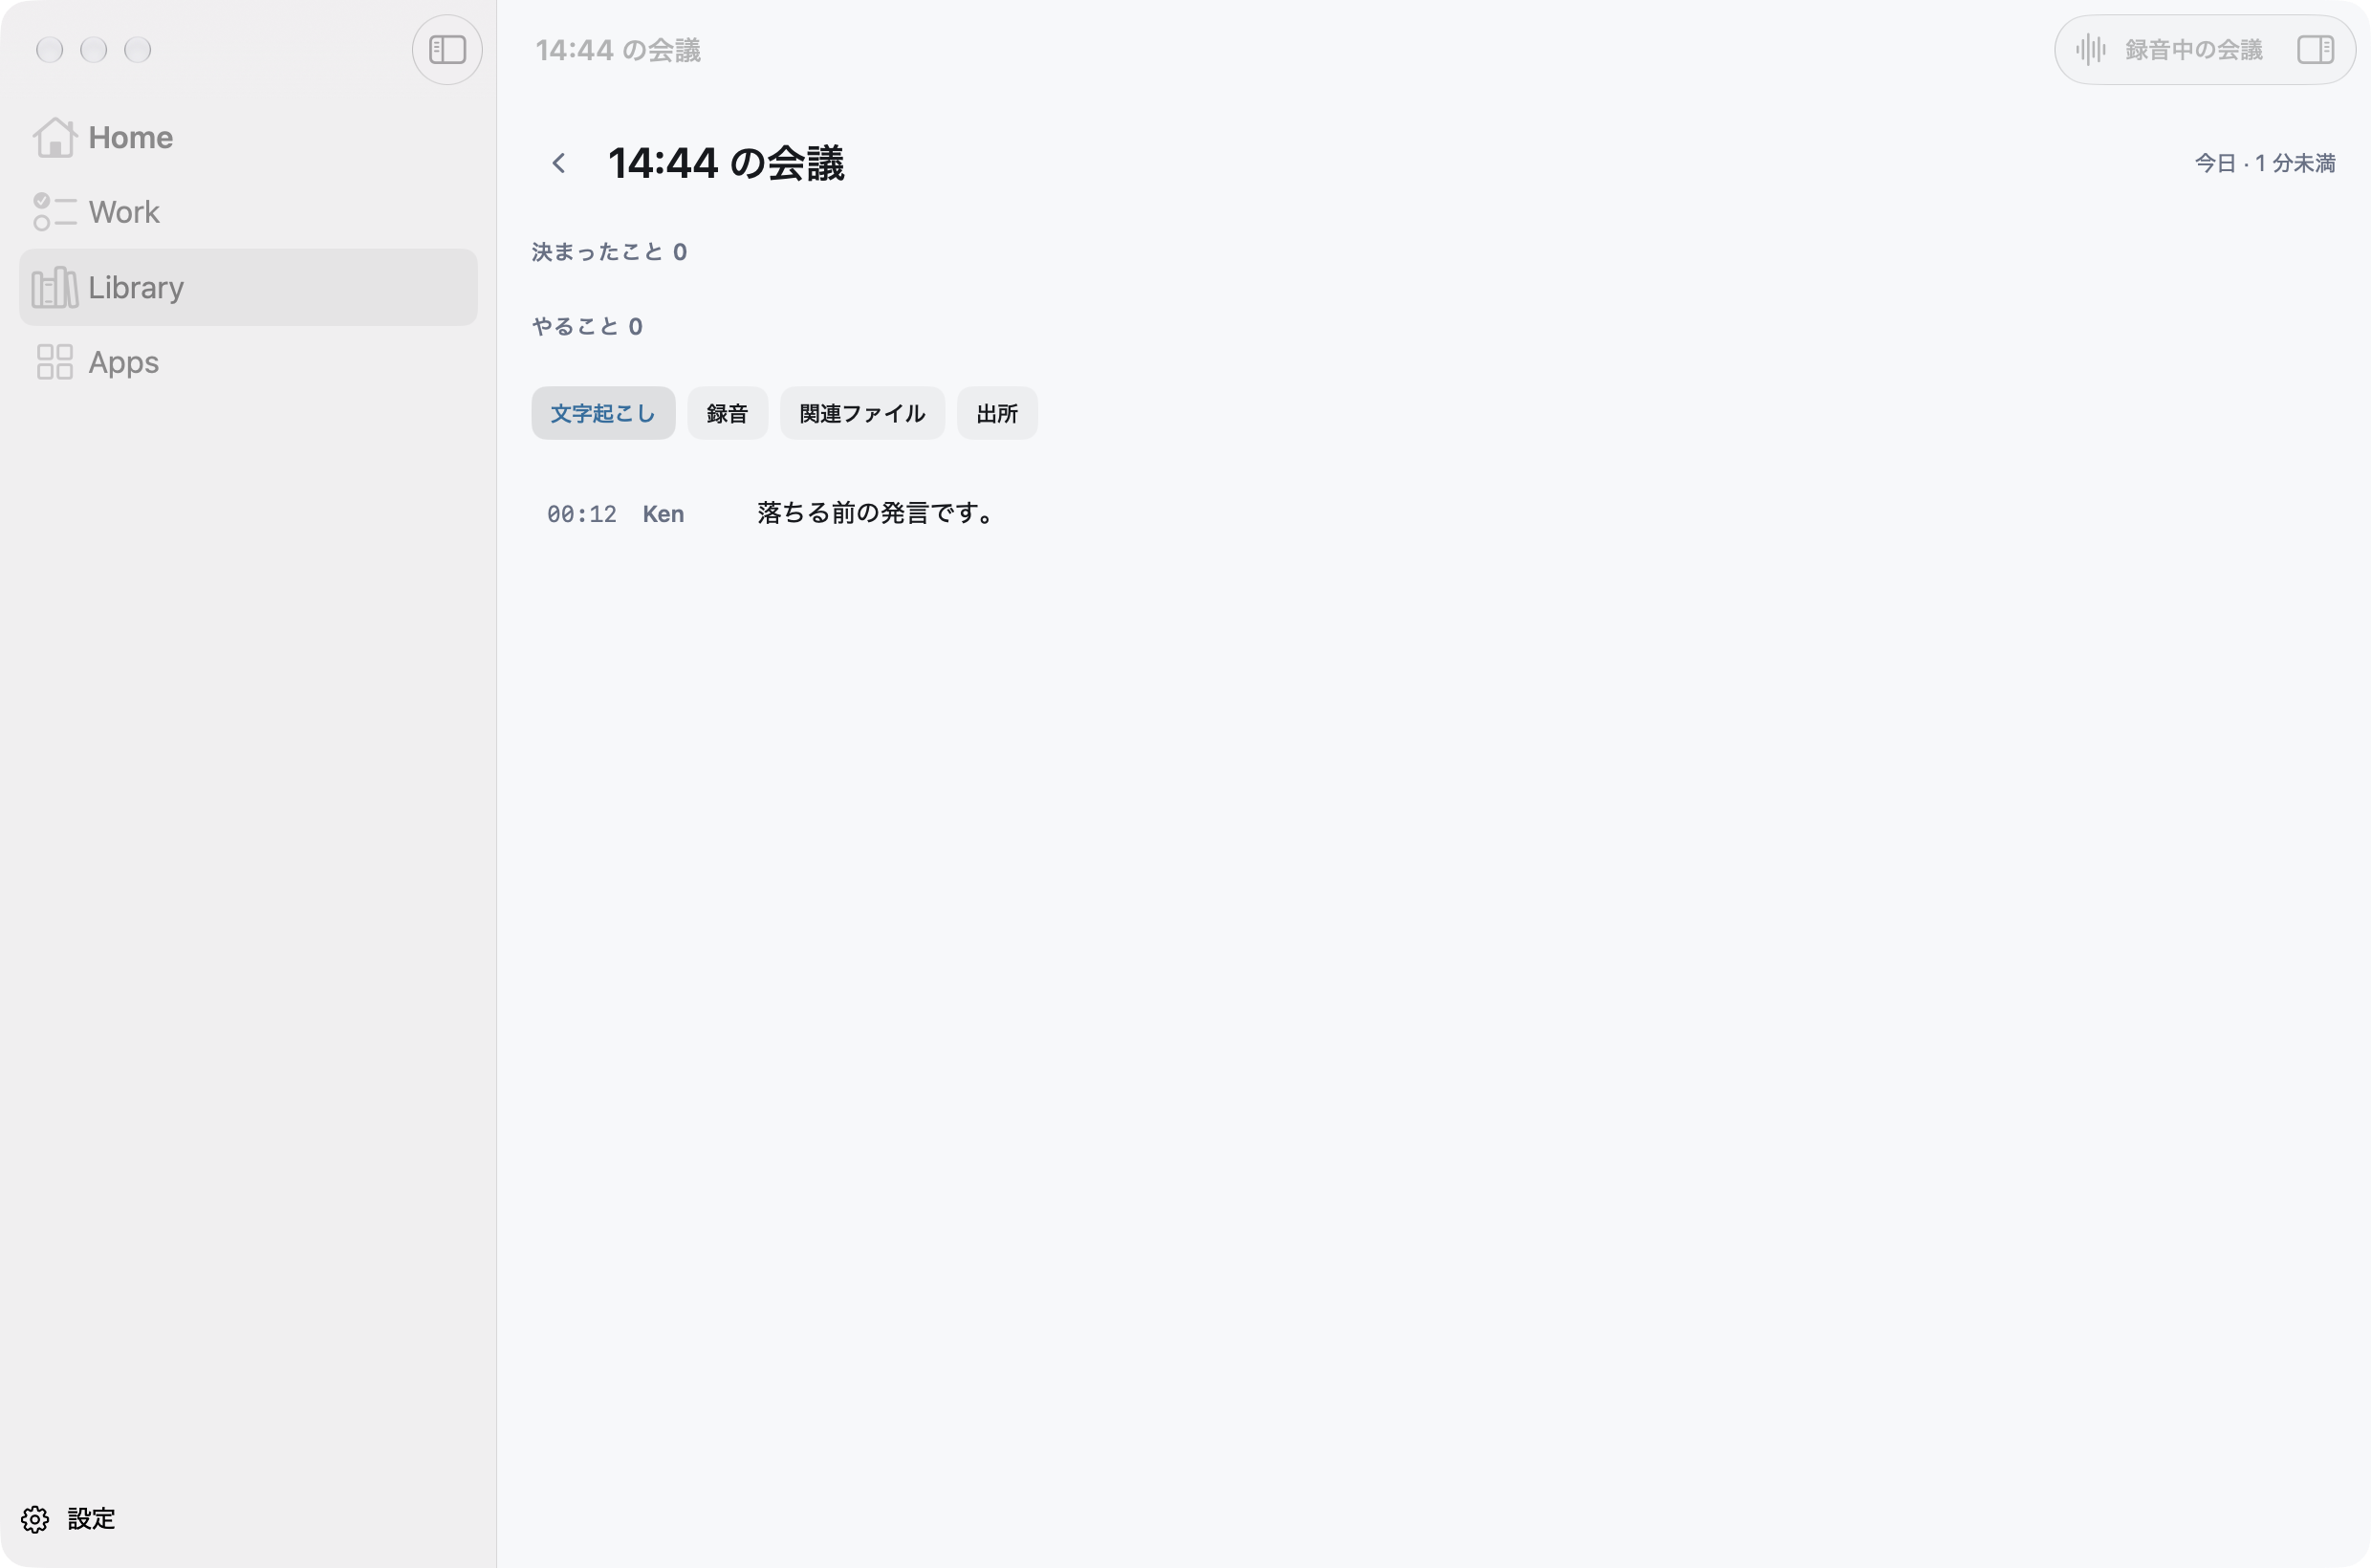 14:44 の会議
録音中の会議
Home
Work
Library
Apps
設定
14:44 の会議
今日 · 1 分未満
決まったこと 0
やること 0
文字起こし 録音 関連ファイル 出所
00:12 Ken 落ちる前の発言です。